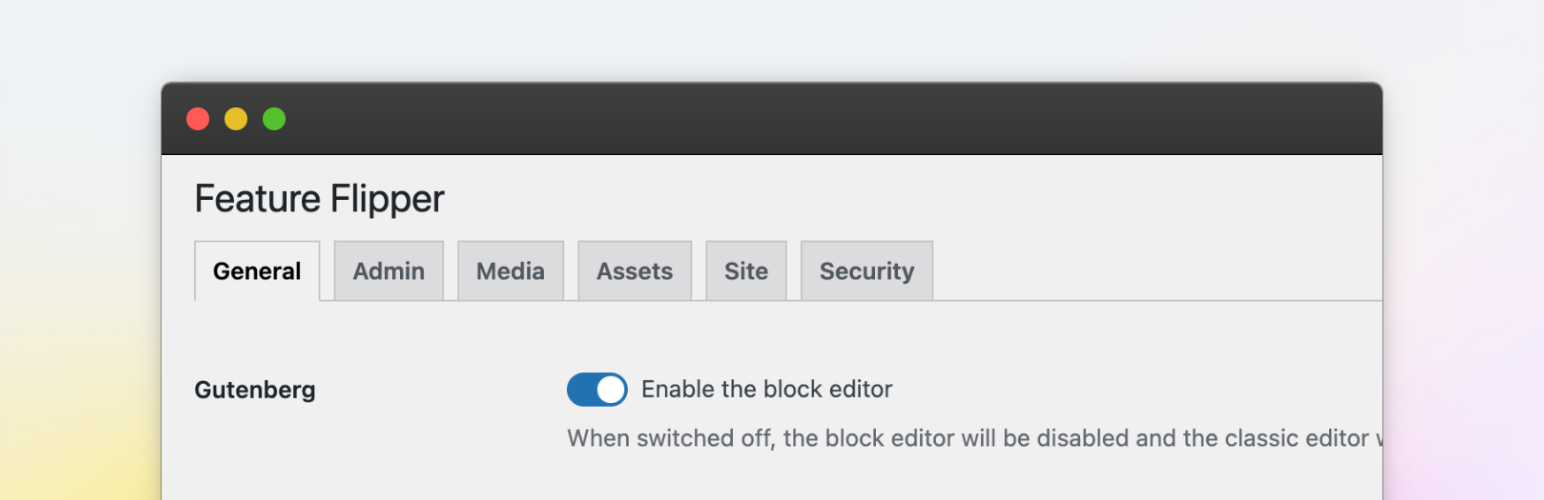 Feature Flipper
General Admin Media Assets Site Security
Gutenberg Enable the block editor
When switched off, the block editor will be disabled and the classic editor